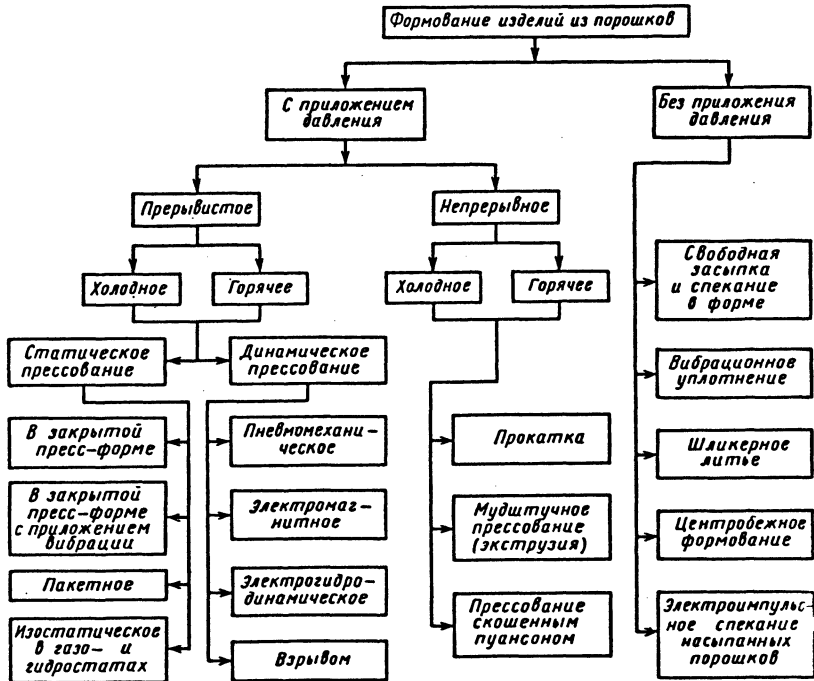 Формование изделий из порошков
С приложением
давления
Без приложения
давления
Прерывистое
Непрерывное
Холодное
Горячее
Холодное
Горячее
Статическое
прессование
Динамическое
прессование
В закрытой
пресс-форме
В закрытой
пресс-форме
с приложением
вибрации
Пакетное
Изостатическое
в газо- и
гидростатах
Пневмомехани-
ческое
Электромаг-
нитное
Электрогидро-
динамическое
Взрывом
Прокатка
Мудштучное
прессование
(экструзия)
Прессование
скошенным
пуансоном
Свободная
засыпка
и спекание
в форме
Вибрационное
уплотнение
Шликерное
литье
Центробежное
формование
Электроимпульс-
ное спекание
насыпанных
порошков